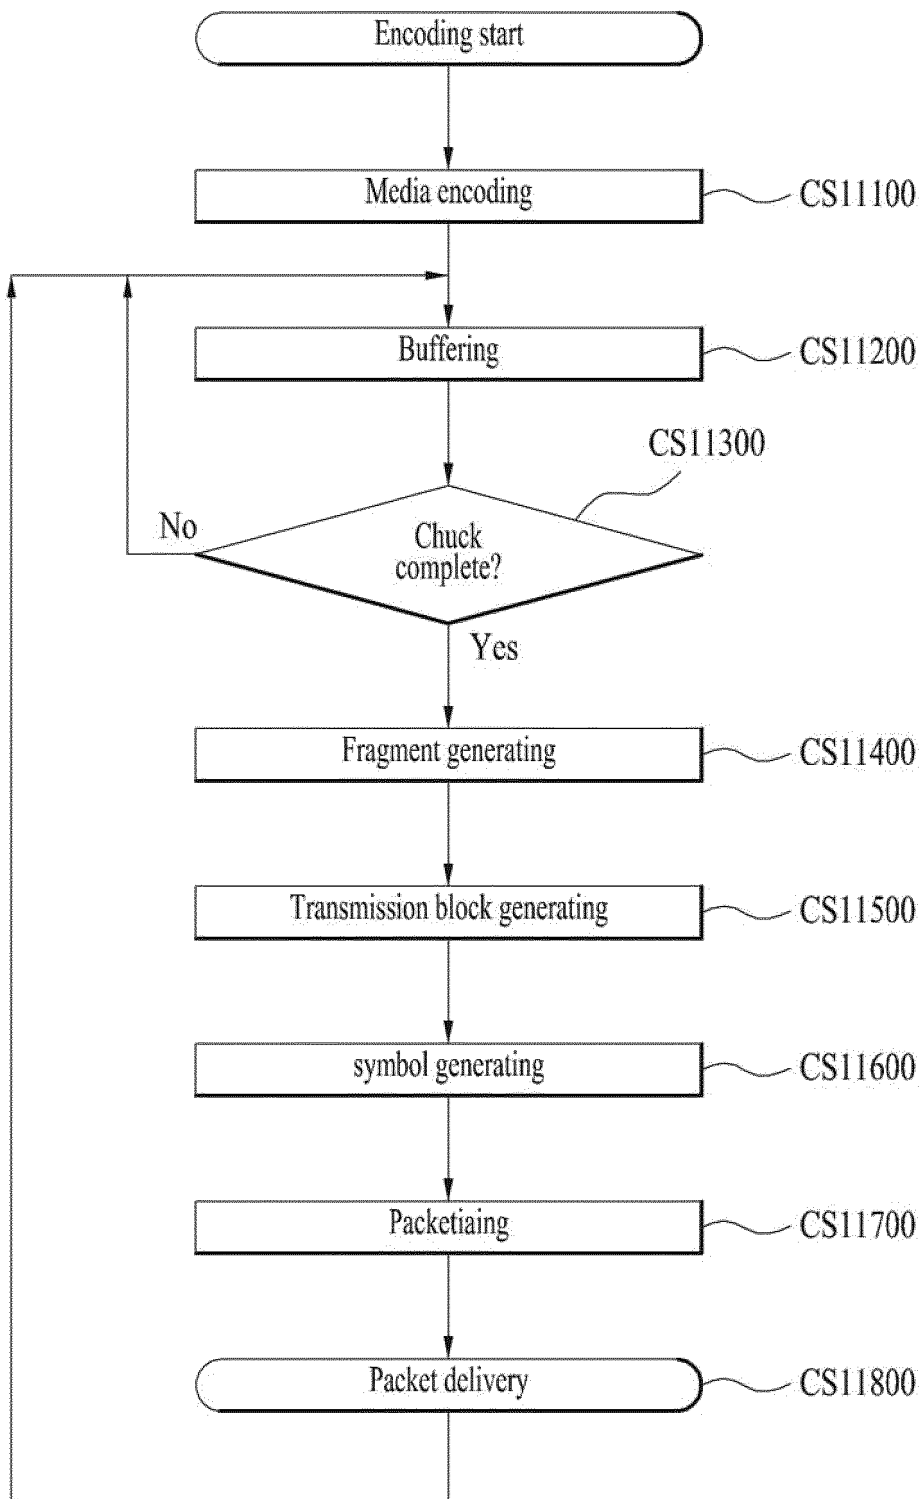 Encoding start
Media encoding
CS11100
Buffering
CS11200
CS11300
No
Chuck
complete?
Yes
Fragment generating
CS11400
Transmission block generating
CS11500
symbol generating
CS11600
Packetiaing
CS11700
Packet delivery
CS11800